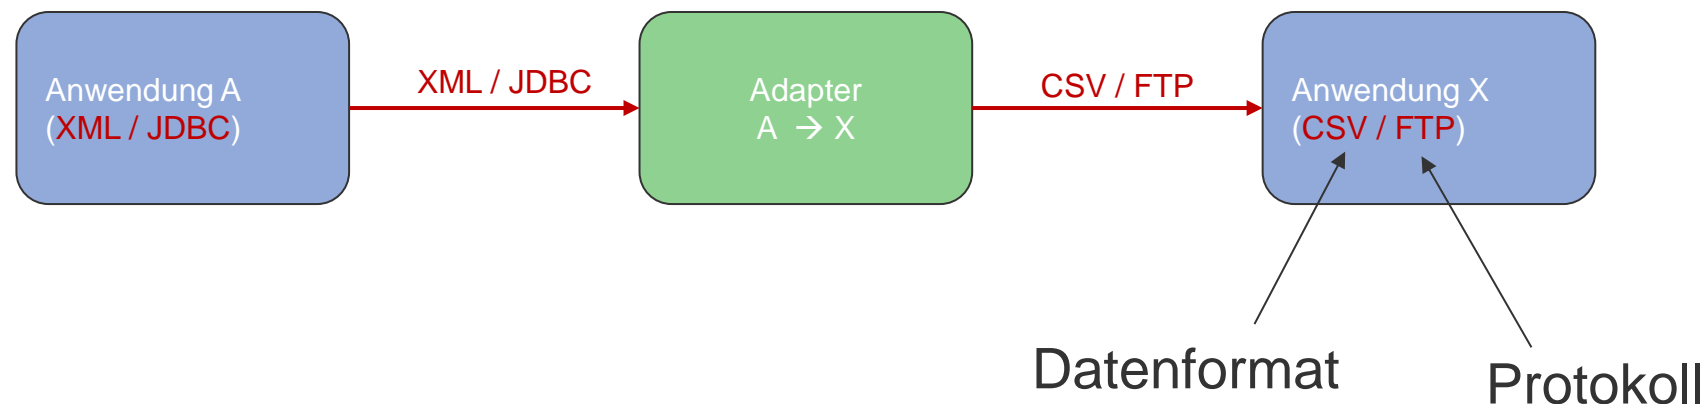 Anwendung A
(XML / JDBC)
XML / JDBC
Adapter
A → X
CSV / FTP
Anwendung X
(CSV / FTP)
Datenformat
Protokoll